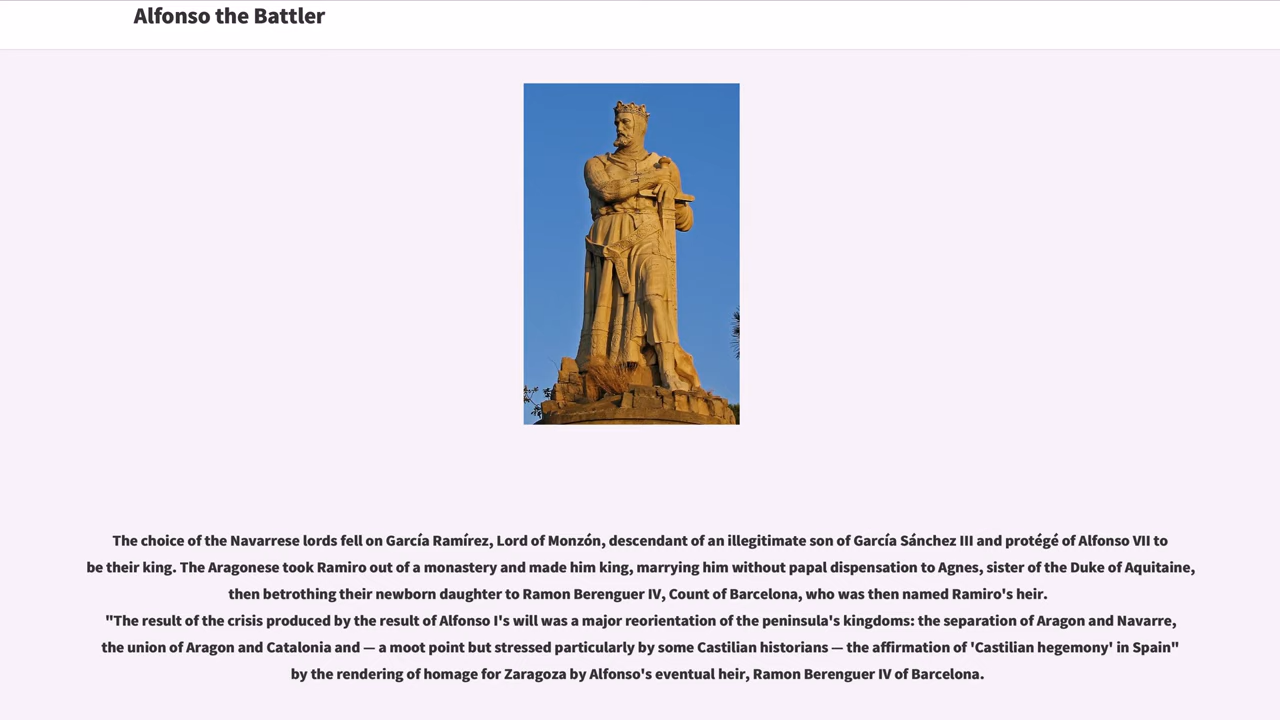 Alfonso the Battler
The choice of the Navarrese lords fell on García Ramírez, Lord of Monzón, descendant of an illegitimate son of García Sánchez III and protégé of Alfonso VII to
be their king. The Aragonese took Ramiro out of a monastery and made him king, marrying him without papal dispensation to Agnes, sister of the Duke of Aquitaine,
then betrothing their newborn daughter to Ramon Berenguer IV, Count of Barcelona, who was then named Ramiro's heir.
"The result of the crisis produced by the result of Alfonso I's will was a major reorientation of the peninsula's kingdoms: the separation of Aragon and Navarre,
the union of Aragon and Catalonia and — a moot point but stressed particularly by some Castilian historians — the affirmation of 'Castilian hegemony' in Spain"
by the rendering of homage for Zaragoza by Alfonso's eventual heir, Ramon Berenguer IV of Barcelona.